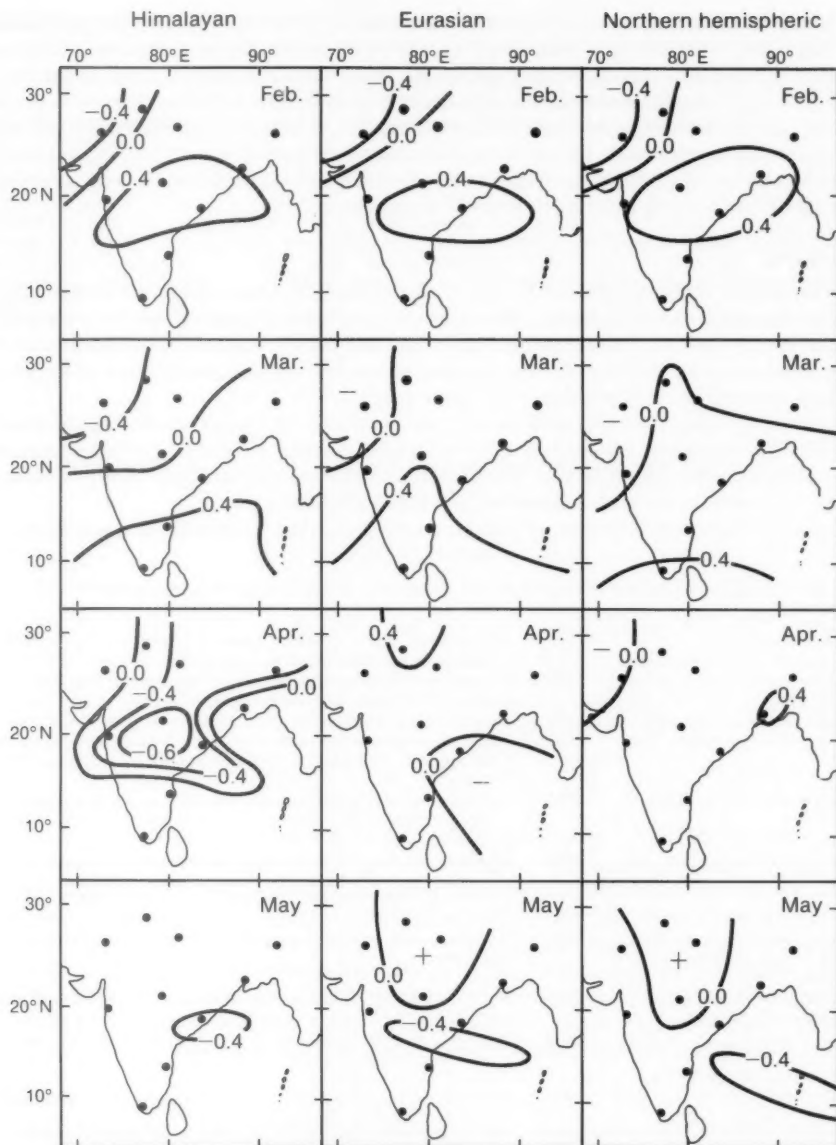 Himalayan Eurasian Northern hemispheric
70° 80° 90° 70° 80°E 90° 70° 80° 90°
30° Feb. Feb. Feb.
−0.4 −0.4 −0.4
0.0 0.0 0.0
20°N 0.4 0.4 0.4
10°
30° Mar. Mar. Mar.
−0.4 − −
0.0 0.0 0.0
20°N
0.4 0.4 0.4
10°
30° Apr. Apr. Apr.
0.0 0.4 − 0.0
−0.4 0.0 0.4
20°N −0.6 0.0
−0.4 −
10°
30° May May May
+ +
0.0 0.0
20°N −0.4 −0.4 −0.4
10°